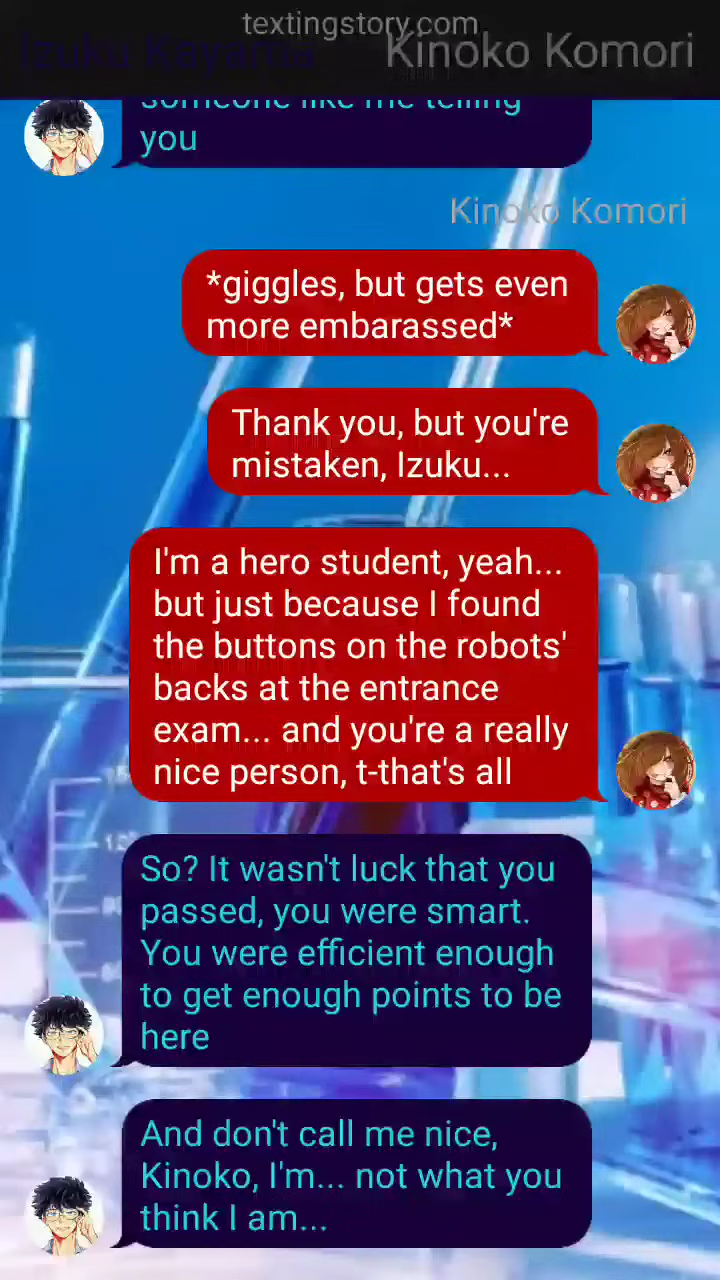 textingstory.com
Izuku Kayama
Kinoko Komori
someone like me telling
you
Kinoko Komori
*giggles, but gets even
more embarassed*
Thank you, but you're
mistaken, Izuku...
I'm a hero student, yeah...
but just because I found
the buttons on the robots'
backs at the entrance
exam... and you're a really
nice person, t-that's all
So? It wasn't luck that you
passed, you were smart.
You were efficient enough
to get enough points to be
here
And don't call me nice,
Kinoko, I'm... not what you
think I am...